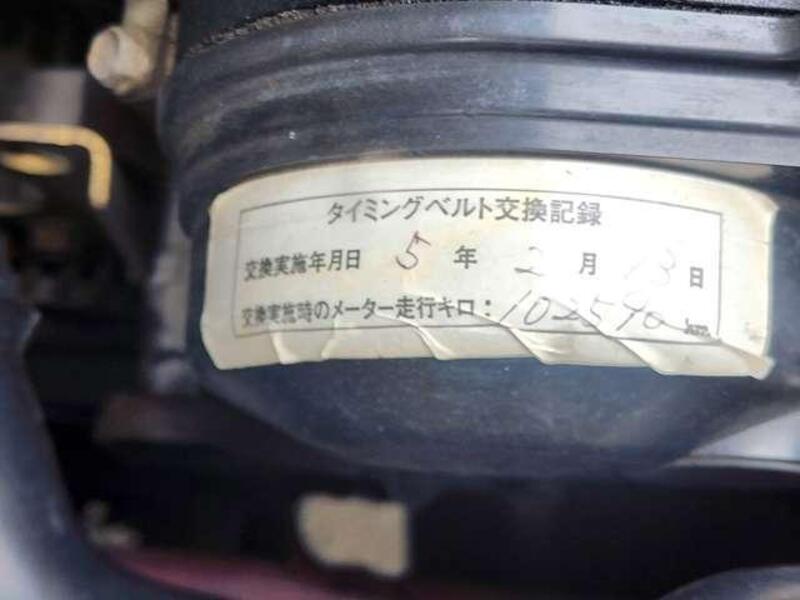 タイミングベルト交換記録
交換実施年月日 5 年 2 月 13 日
交換実施時のメーター走行キロ：102590 km